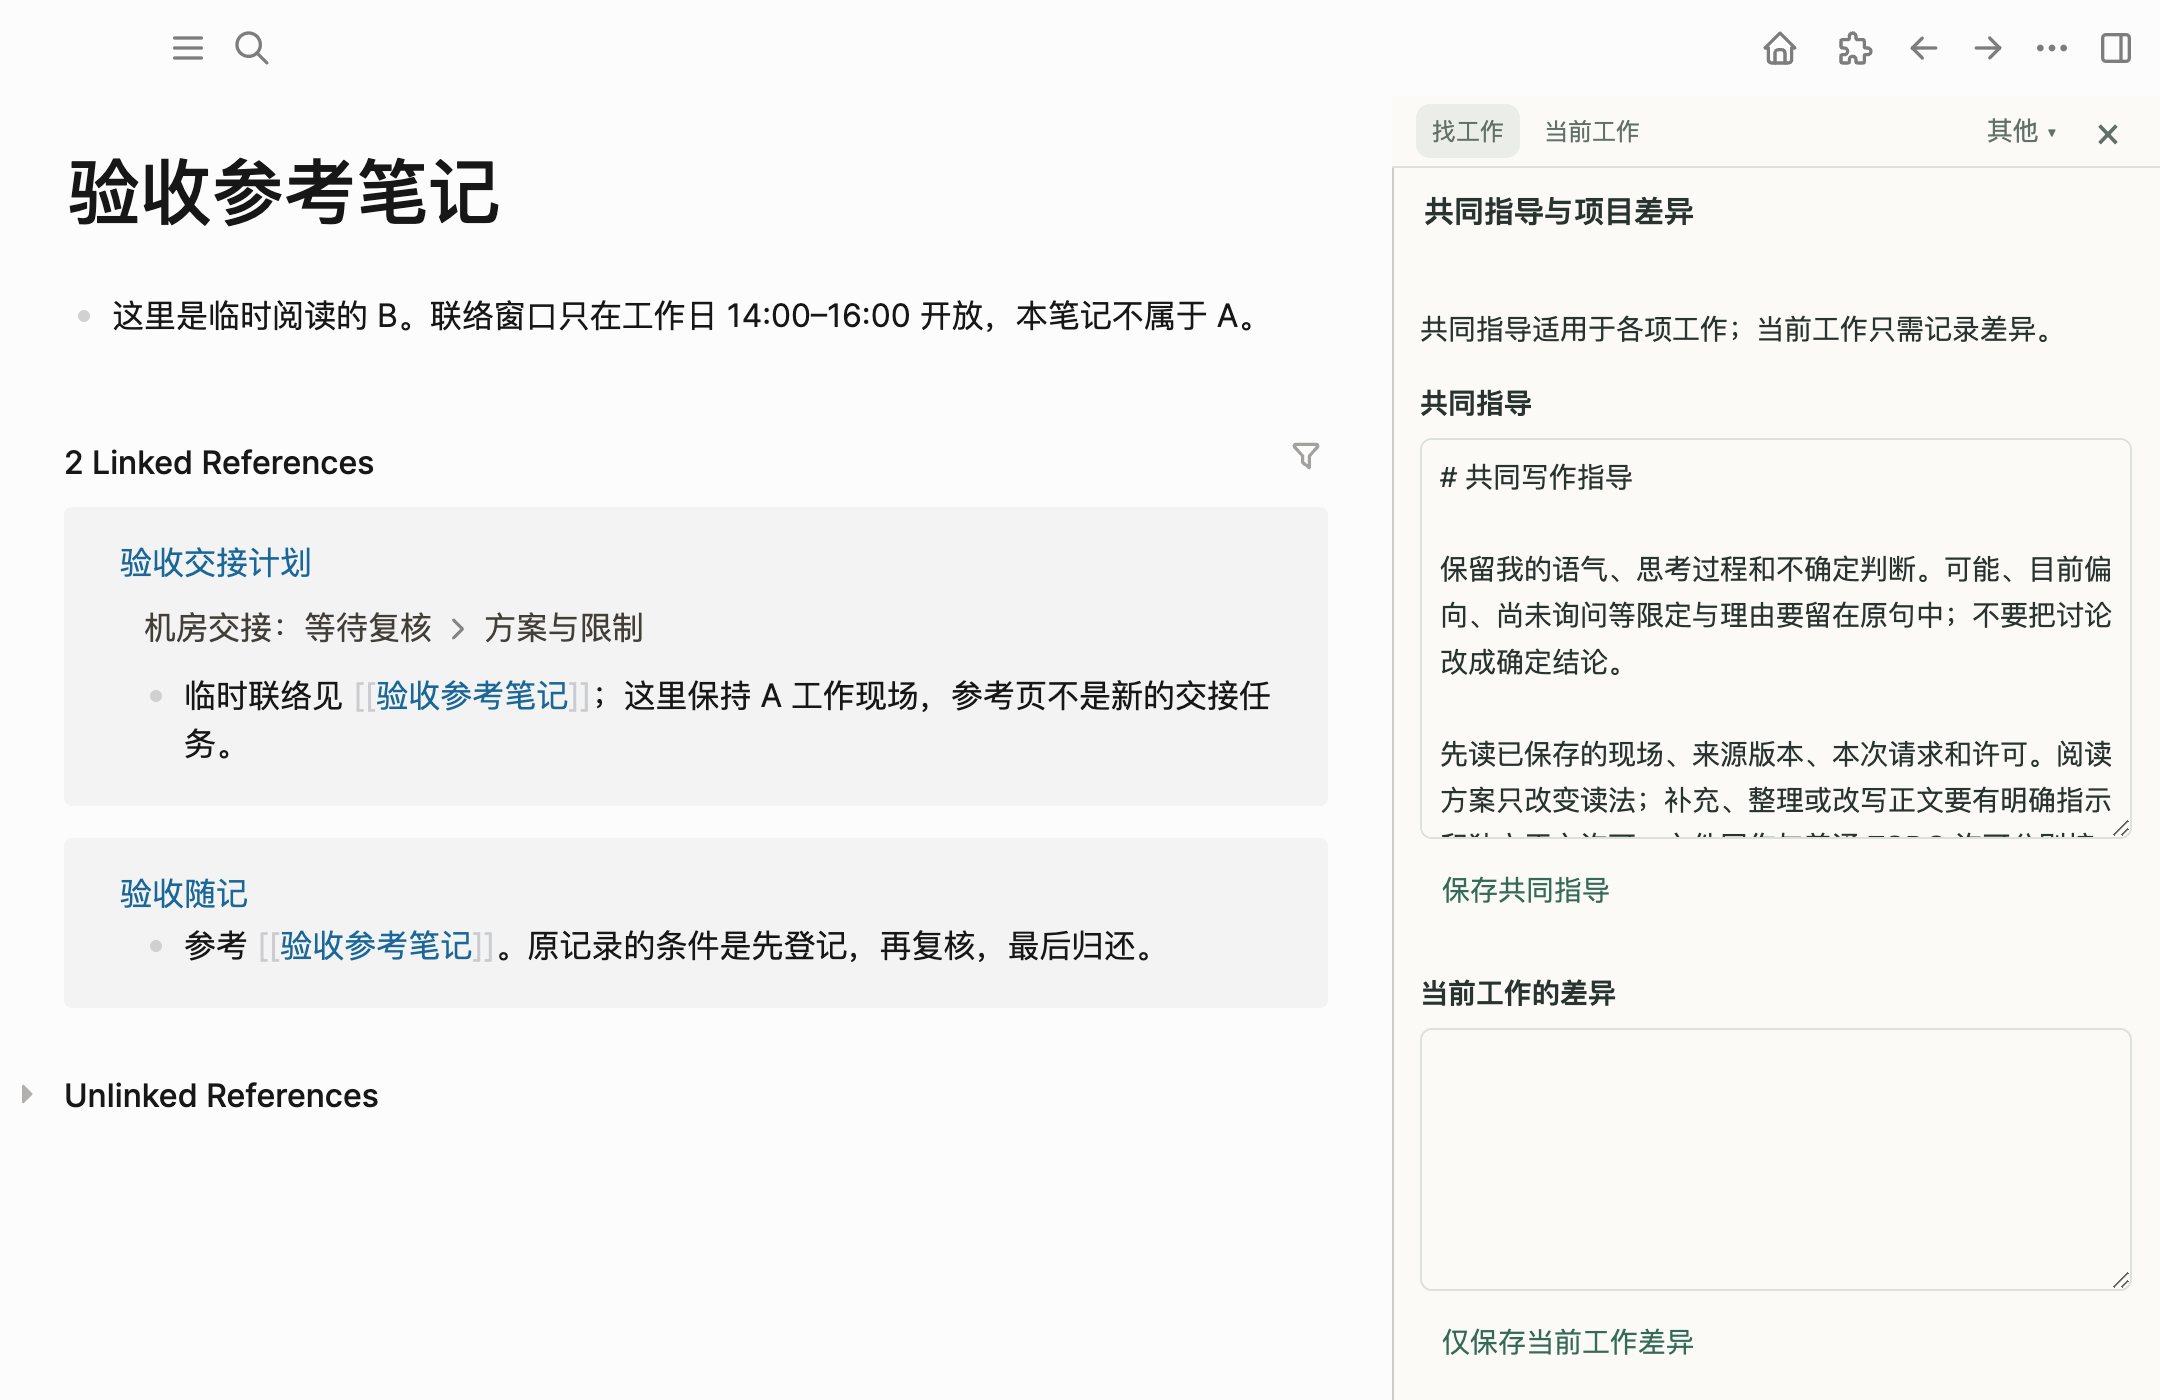 验收参考笔记
这里是临时阅读的 B。联络窗口只在工作日 14:00–16:00 开放，本笔记不属于 A。
2 Linked References
验收交接计划
机房交接：等待复核 > 方案与限制
临时联络见 [[验收参考笔记]]；这里保持 A 工作现场，参考页不是新的交接任
务。
验收随记
参考 [[验收参考笔记]]。原记录的条件是先登记，再复核，最后归还。
Unlinked References
找工作 当前工作 其他 ▾ ×
共同指导与项目差异
共同指导适用于各项工作；当前工作只需记录差异。
共同指导
# 共同写作指导
保留我的语气、思考过程和不确定判断。可能、目前偏
向、尚未询问等限定与理由要留在原句中；不要把讨论
改成确定结论。
先读已保存的现场、来源版本、本次请求和许可。阅读
方案只改变读法；补充、整理或改写正文要有明确指示
保存共同指导
当前工作的差异
仅保存当前工作差异